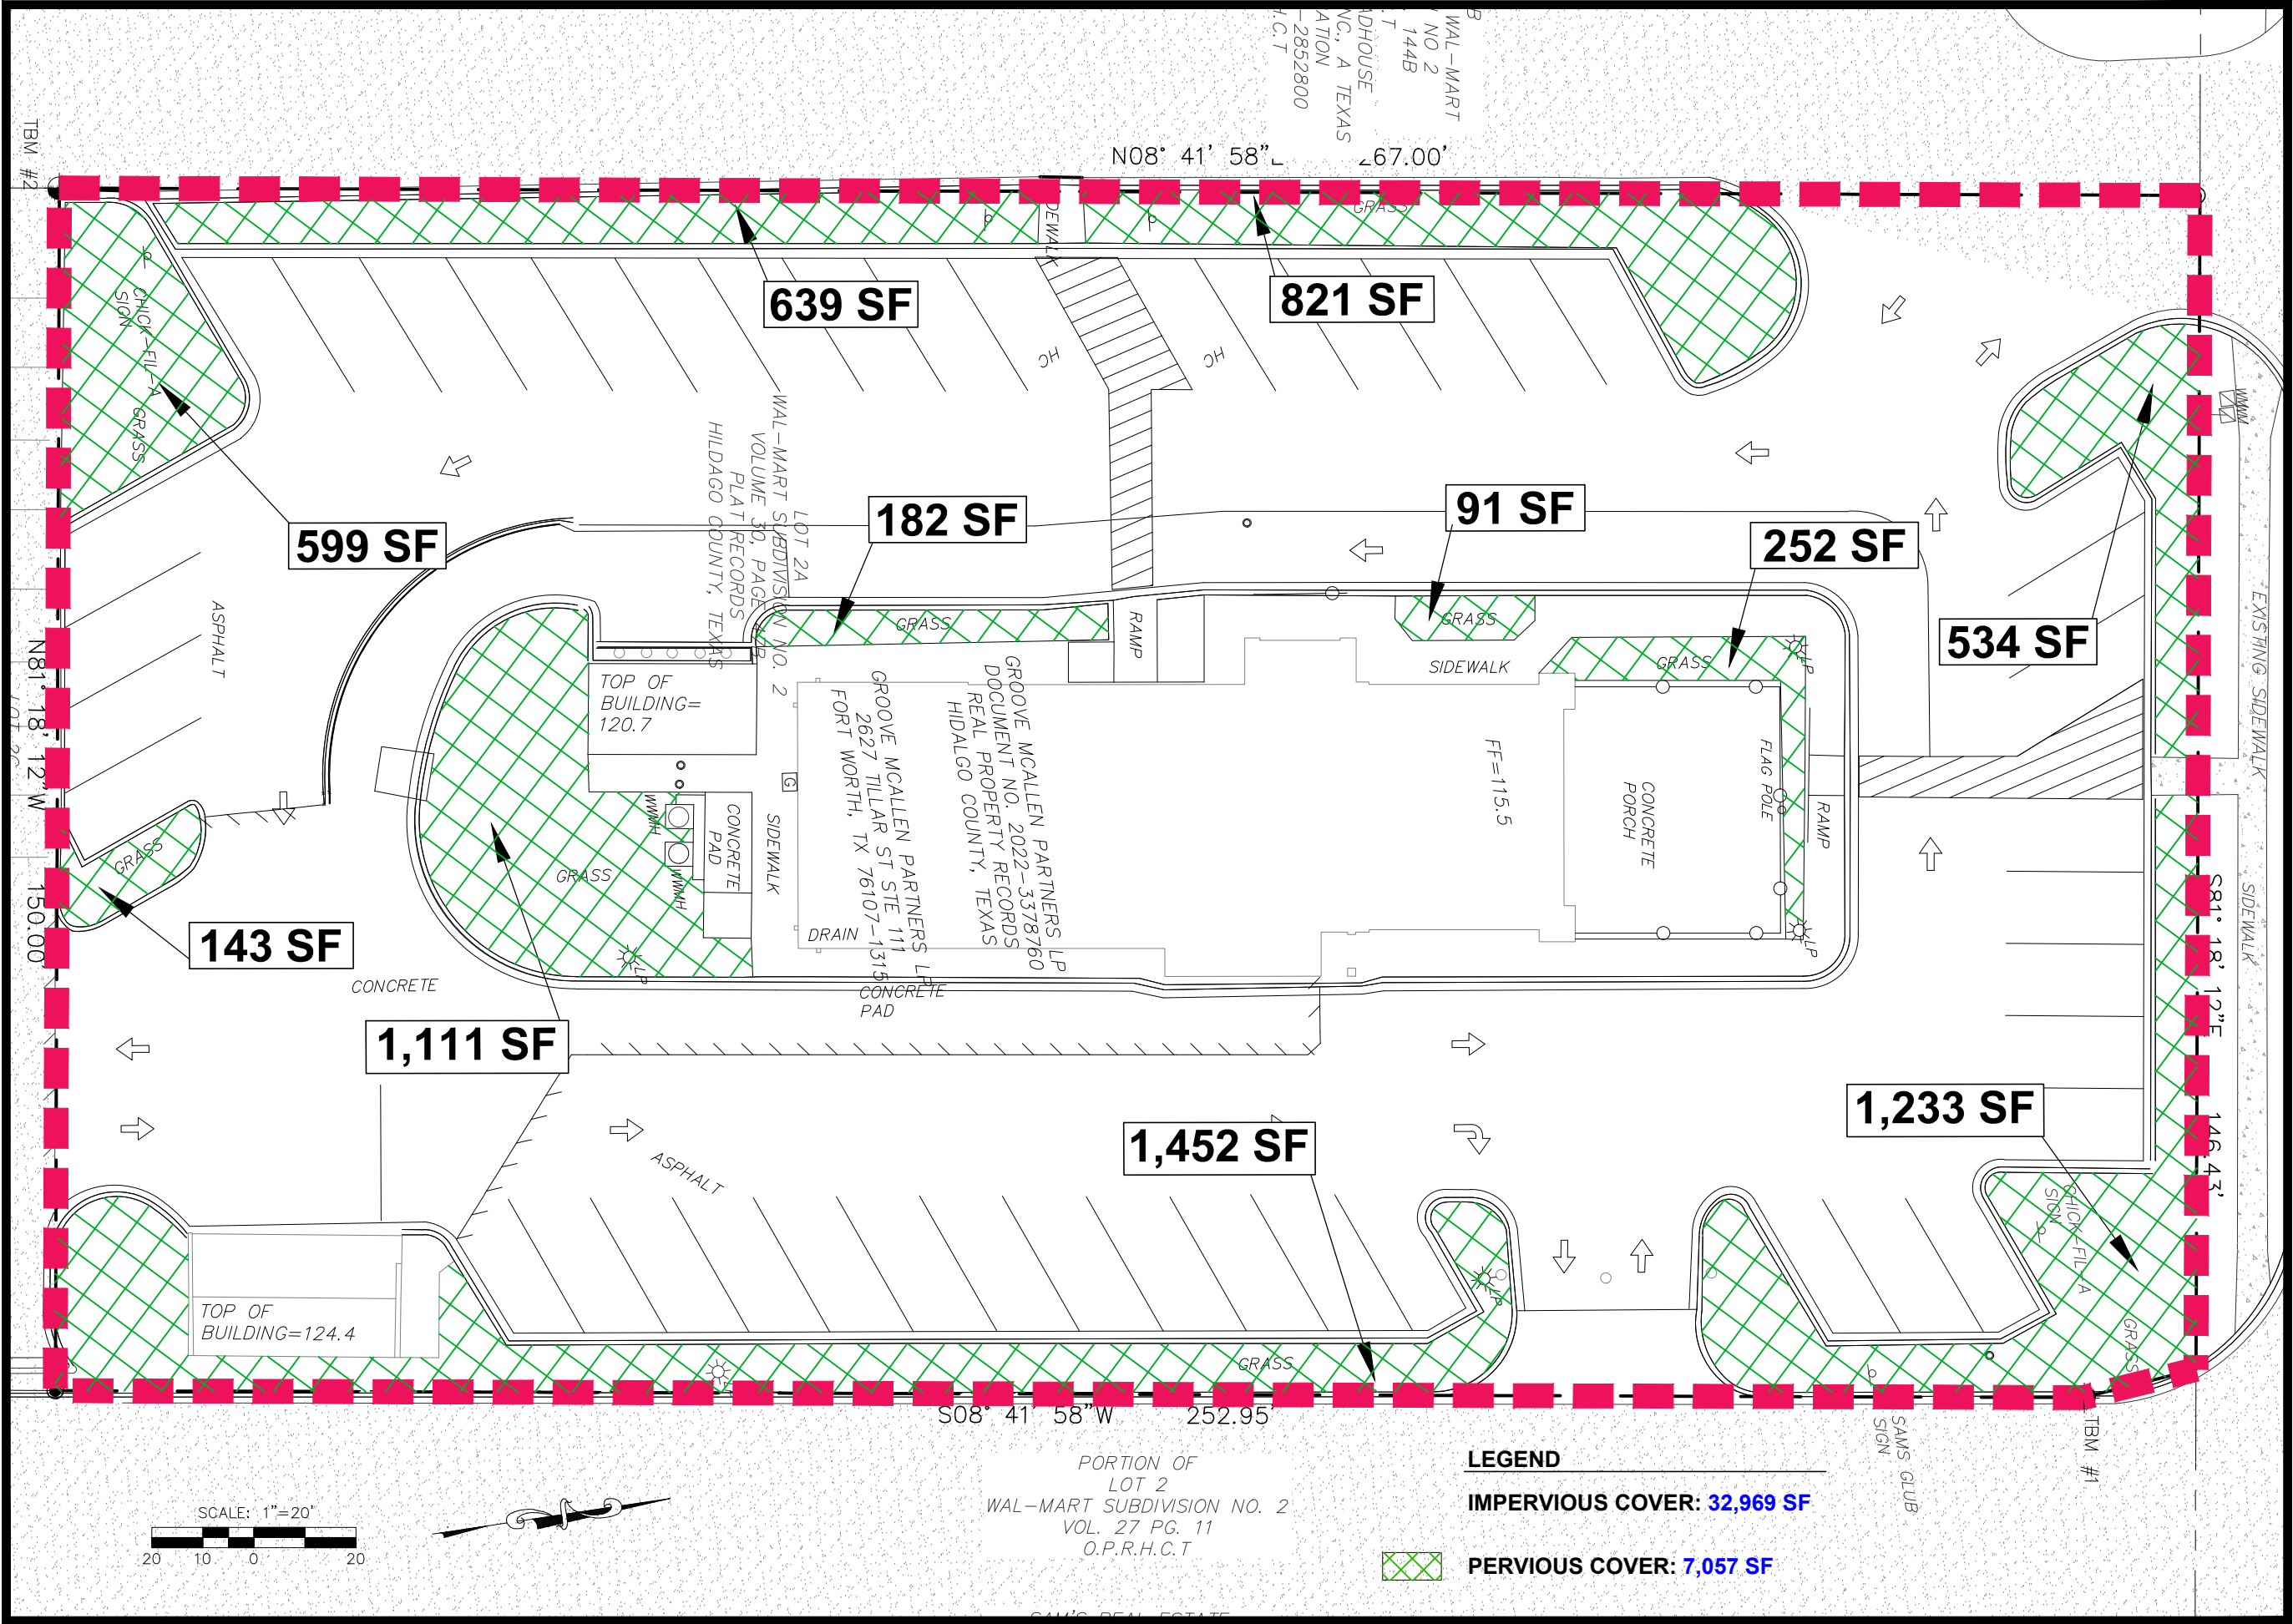 WAL-MART
NO 2
144B
ADHOUSE
NC., A TEXAS
ATION
-2852800
H.C.T
N08° 41' 58"
267.00'
TBM #2
GRASS
639 SF
821 SF
HC
HC
CHICK-FIL-A
SIGN
GRASS
599 SF
LOT 2A
WAL-MART SUBDIVISION NO. 2
VOLUME 30, PAGE
PLAT RECORDS
HILDAGO COUNTY, TEXAS
182 SF
91 SF
252 SF
534 SF
EXISTING SIDEWALK
ASPHALT
GRASS
RAMP
GRASS
SIDEWALK
GRASS
LP
TOP OF
BUILDING=
120.7
GROOVE MCALLEN PARTNERS LP
DOCUMENT NO. 2022-3378760
REAL PROPERTY RECORDS
HIDALGO COUNTY, TEXAS
GROOVE MCALLEN PARTNERS LP
2627 TILLAR ST STE 111
FORT WORTH, TX 76107-1315
FF=115.5
CONCRETE
PORCH
FLAG POLE
RAMP
N81° 18' 12"W
150.00'
G
WWMH
WWMH
CONCRETE
PAD
SIDEWALK
GRASS
GRASS
DRAIN
LP
LP
143 SF
CONCRETE
CONCRETE
PAD
1,111 SF
S81° 18' 12"E
146.43'
SIDEWALK
1,452 SF
1,233 SF
ASPHALT
CHICK-FIL-A
SIGN
LP
TOP OF
BUILDING=124.4
GRASS
GRASS
S08° 41' 58"W
252.95'
TBM #1
SAMS CLUB
SIGN
PORTION OF
LOT 2
WAL-MART SUBDIVISION NO. 2
VOL. 27 PG. 11
O.P.R.H.C.T
SCALE: 1"=20'
20 10 0 20
LEGEND
IMPERVIOUS COVER: 32,969 SF
PERVIOUS COVER: 7,057 SF